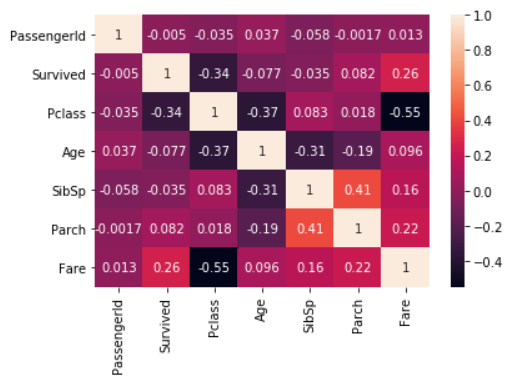 PassengerId 1 -0.005 -0.035 0.037 -0.058 -0.0017 0.013
Survived -0.005 1 -0.34 -0.077 -0.035 0.082 0.26
Pclass -0.035 -0.34 1 -0.37 0.083 0.018 -0.55
Age 0.037 -0.077 -0.37 1 -0.31 -0.19 0.096
SibSp -0.058 -0.035 0.083 -0.31 1 0.41 0.16
Parch -0.0017 0.082 0.018 -0.19 0.41 1 0.22
Fare 0.013 0.26 -0.55 0.096 0.16 0.22 1
PassengerId Survived Pclass Age SibSp Parch Fare
1.0
0.8
0.6
0.4
0.2
0.0
−0.2
−0.4